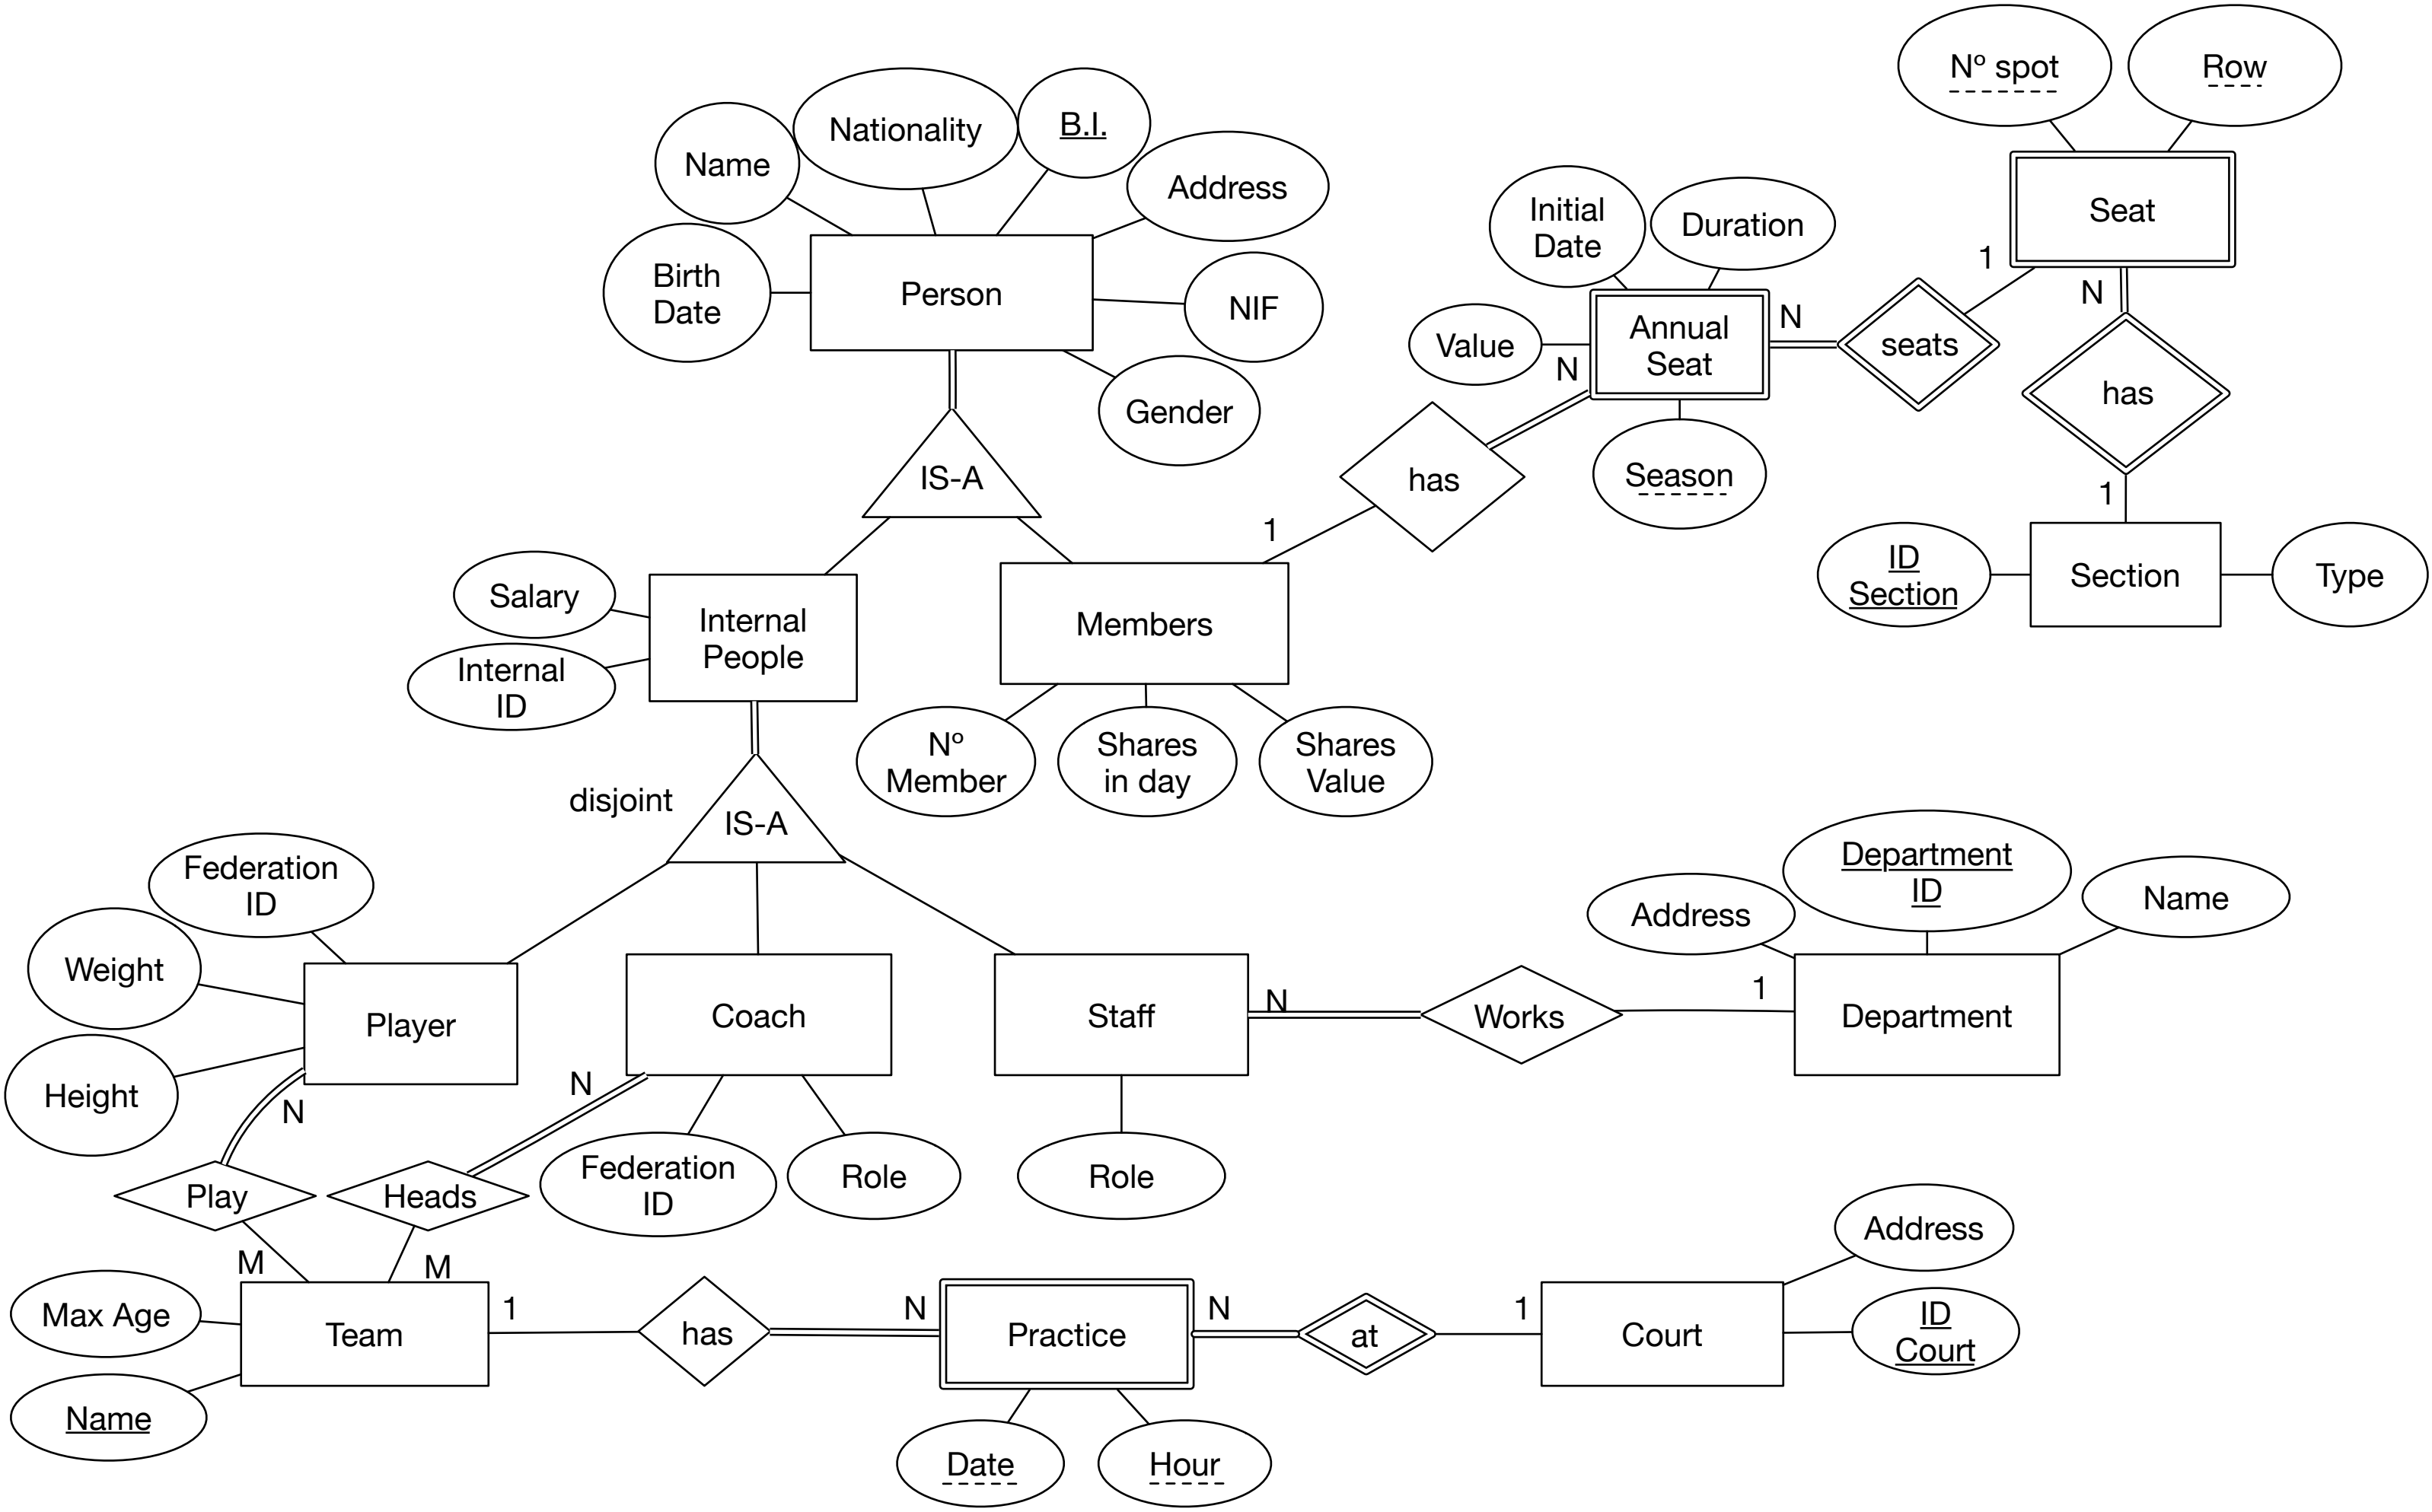 Nº spot
Row
Name
Nationality
B.I.
Address
Seat
Birth
Date
Person
NIF
Gender
Initial
Date
Duration
Value
Annual
Seat
N
N
seats
1
N
has
Season
has
1
1
IS-A
Salary
Internal
ID
Internal
People
Members
ID
Section
Section
Type
Nº
Member
Shares
in day
Shares
Value
disjoint
IS-A
Federation
ID
Weight
Height
Player
Coach
Staff
N
Works
1
Address
Department
ID
Name
Department
N
N
Play
Heads
Federation
ID
Role
Role
M
M
Max Age
Name
Team
1
has
N
Practice
N
at
1
Court
Address
ID
Court
Date
Hour